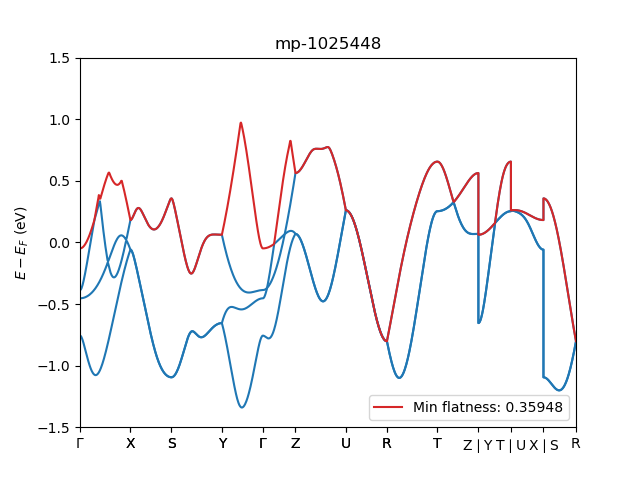 mp-1025448
1.5
1.0
0.5
0.0
−0.5
−1.0
−1.5
E − E_F (eV)
Min flatness: 0.35948
Γ X S Y Γ Z U R T Z | Y T | U X | S R